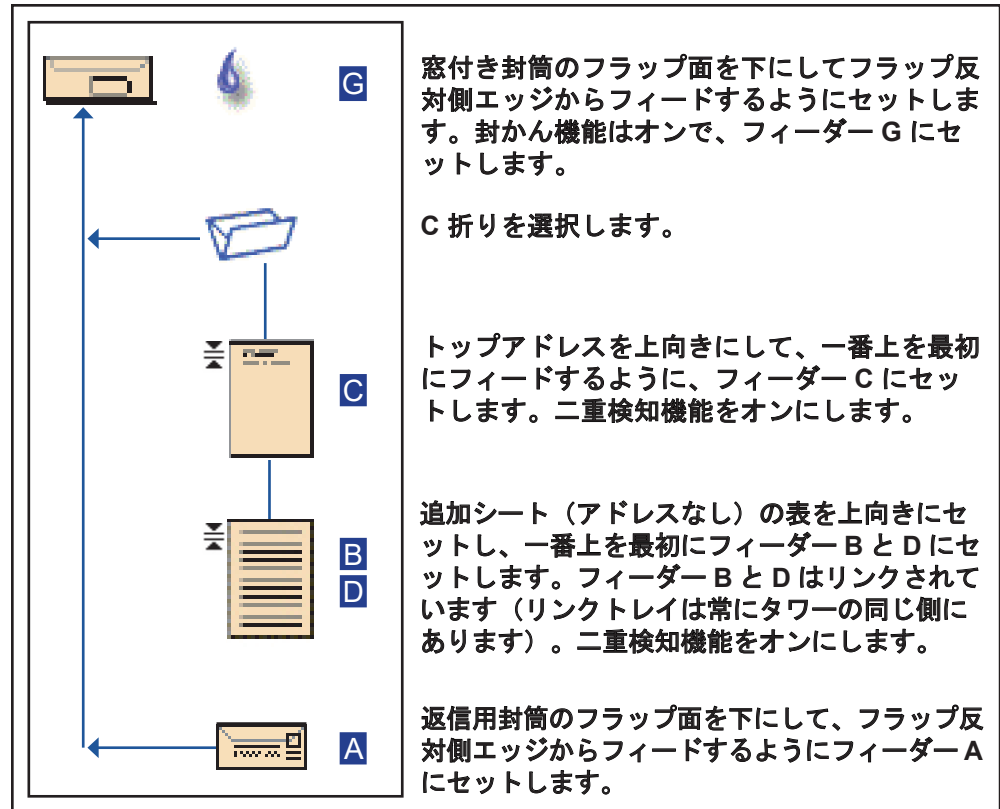 G
窓付き封筒のフラップ面を下にしてフラップ反
対側エッジからフィードするようにセットしま
す。封かん機能はオンで、フィーダー G にセ
ットします。
C 折りを選択します。
C
トップアドレスを上向きにして、一番上を最初
にフィードするように、フィーダー C にセッ
トします。二重検知機能をオンにします。
B
D
追加シート（アドレスなし）の表を上向きにセ
ットし、一番上を最初にフィーダー B と D にセ
ットします。フィーダー B と D はリンクされて
います（リンクトレイは常にタワーの同じ側に
あります）。二重検知機能をオンにします。
A
返信用封筒のフラップ面を下にして、フラップ反
対側エッジからフィードするようにフィーダー A
にセットします。